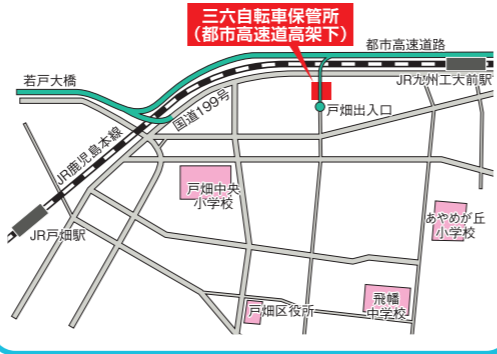 三六自転車保管所
（都市高速道高架下）
都市高速道路
若戸大橋
JR九州工大前駅
国道199号
戸畑出入口
JR鹿児島本線
戸畑中央
小学校
あやめが丘
小学校
JR戸畑駅
飛幡
中学校
戸畑区役所